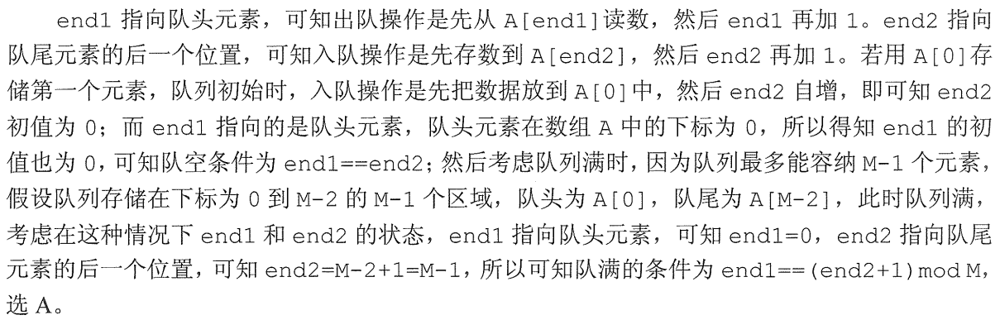 end1 指向队头元素，可知出队操作是先从 A[end1]读数，然后 end1 再加 1。end2 指向
队尾元素的后一个位置，可知入队操作是先存数到 A[end2]，然后 end2 再加 1。若用 A[0]存
储第一个元素，队列初始时，入队操作是先把数据放到 A[0]中，然后 end2 自增，即可知 end2
初值为 0；而 end1 指向的是队头元素，队头元素在数组 A 中的下标为 0，所以得知 end1 的初
值也为 0，可知队空条件为 end1==end2；然后考虑队列满时，因为队列最多能容纳 M-1 个元素，
假设队列存储在下标为 0 到 M-2 的 M-1 个区域，队头为 A[0]，队尾为 A[M-2]，此时队列满，
考虑在这种情况下 end1 和 end2 的状态，end1 指向队头元素，可知 end1=0，end2 指向队尾
元素的后一个位置，可知 end2=M-2+1=M-1，所以可知队满的条件为 end1==(end2+1)mod M，
选 A。